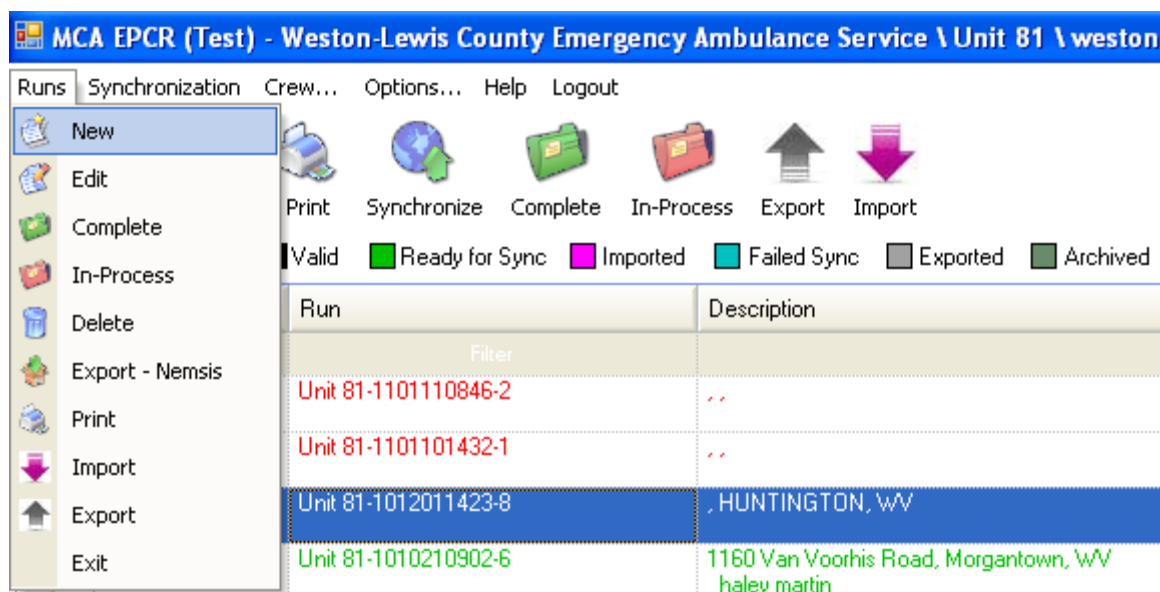 MCA EPCR (Test) - Weston-Lewis County Emergency Ambulance Service \ Unit 81 \ weston
Runs Synchronization Crew... Options... Help Logout
New
Edit
Complete
In-Process
Delete
Export - Nemsis
Print
Import
Export
Exit
Print Synchronize Complete In-Process Export Import
Valid Ready for Sync Imported Failed Sync Exported Archived
Run Description
Filter
Unit 81-1101110846-2 , ,
Unit 81-1101101432-1 , ,
Unit 81-1012011423-8 , HUNTINGTON, WV
Unit 81-1010210902-6 1160 Van Voorhis Road, Morgantown, WV
haley martin